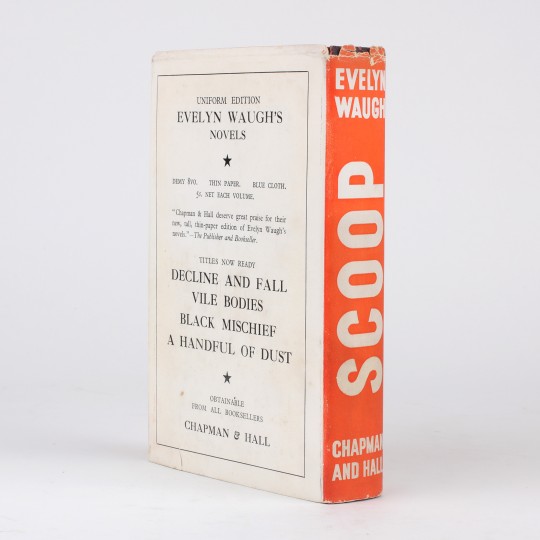 UNIFORM EDITION
EVELYN WAUGH'S
NOVELS
DEMY 8VO. THIN PAPER. BLUE CLOTH.
5s. NET EACH VOLUME.
"Chapman & Hall deserve great praise for their
new, tall, thin-paper edition of Evelyn Waugh's
novels."—The Publisher and Bookseller.
TITLES NOW READY
DECLINE AND FALL
VILE BODIES
BLACK MISCHIEF
A HANDFUL OF DUST
OBTAINABLE
FROM ALL BOOKSELLERS
CHAPMAN & HALL
EVELYN
WAUGH
SCOOP
CHAPMAN
AND HALL